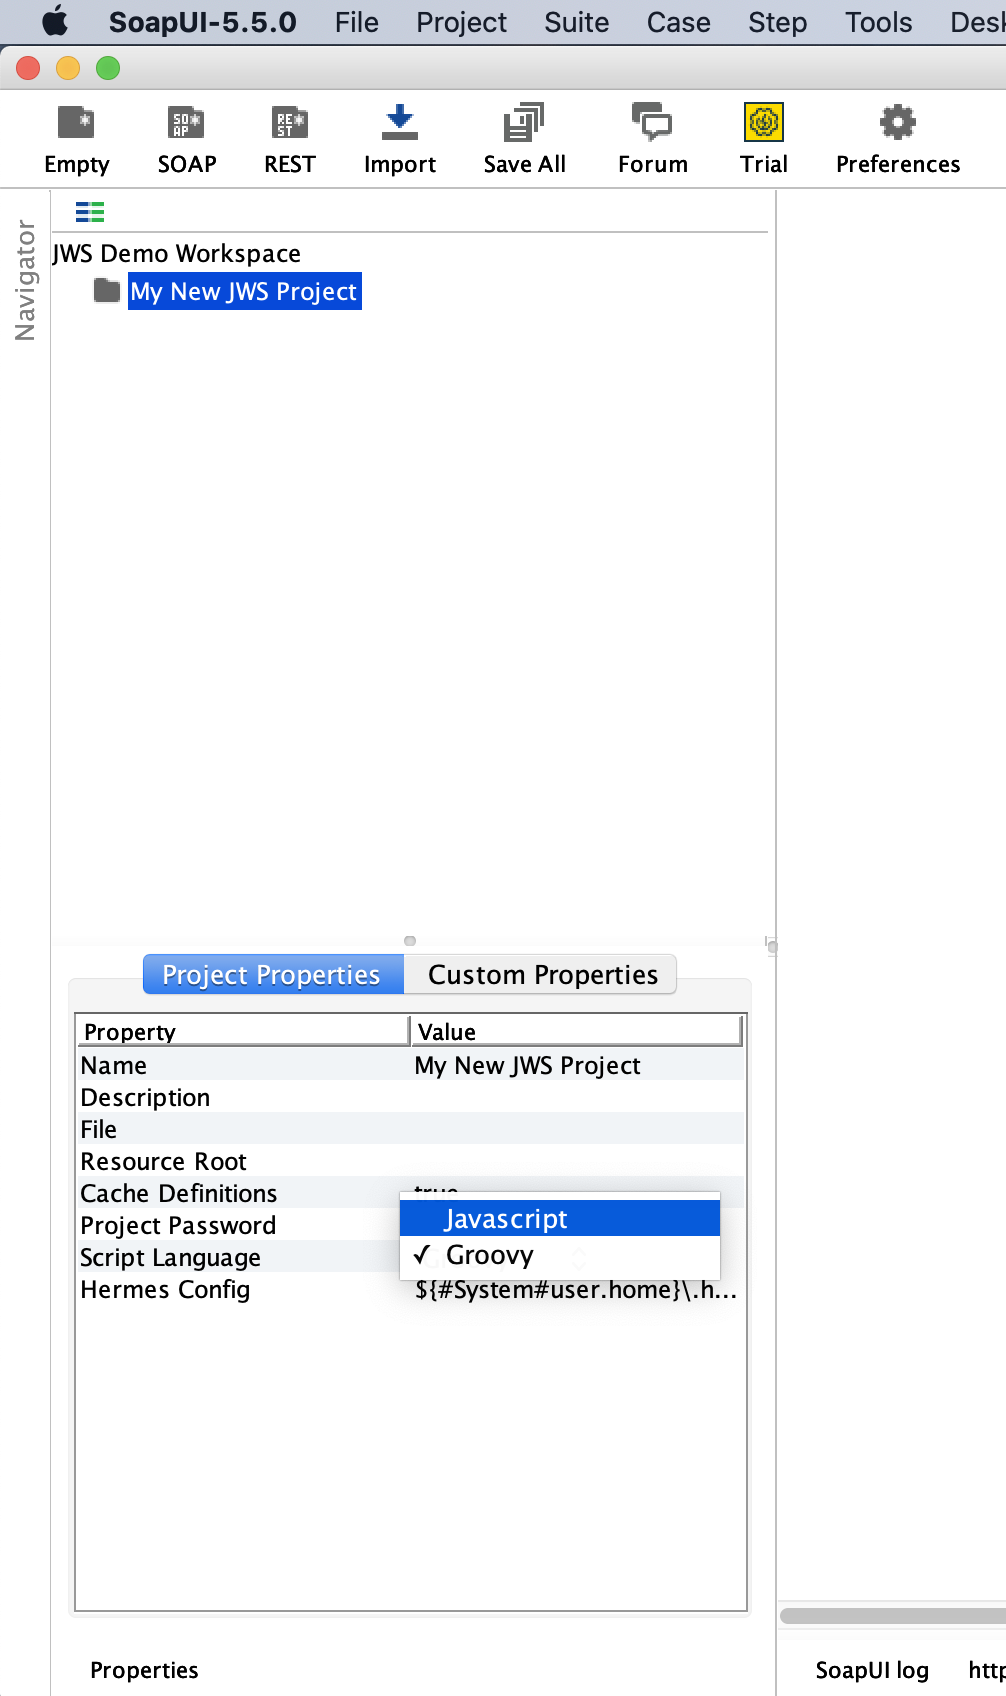 SoapUI-5.5.0 File Project Suite Case Step Tools Desk
Empty SOAP REST Import Save All Forum Trial Preferences
Navigator
JWS Demo Workspace
My New JWS Project
Project Properties Custom Properties
Property Value
Name My New JWS Project
Description
File
Resource Root
Cache Definitions true
Project Password
Javascript
Script Language
✓ Groovy
Hermes Config ${#System#user.home}\.h...
Properties
SoapUI log http